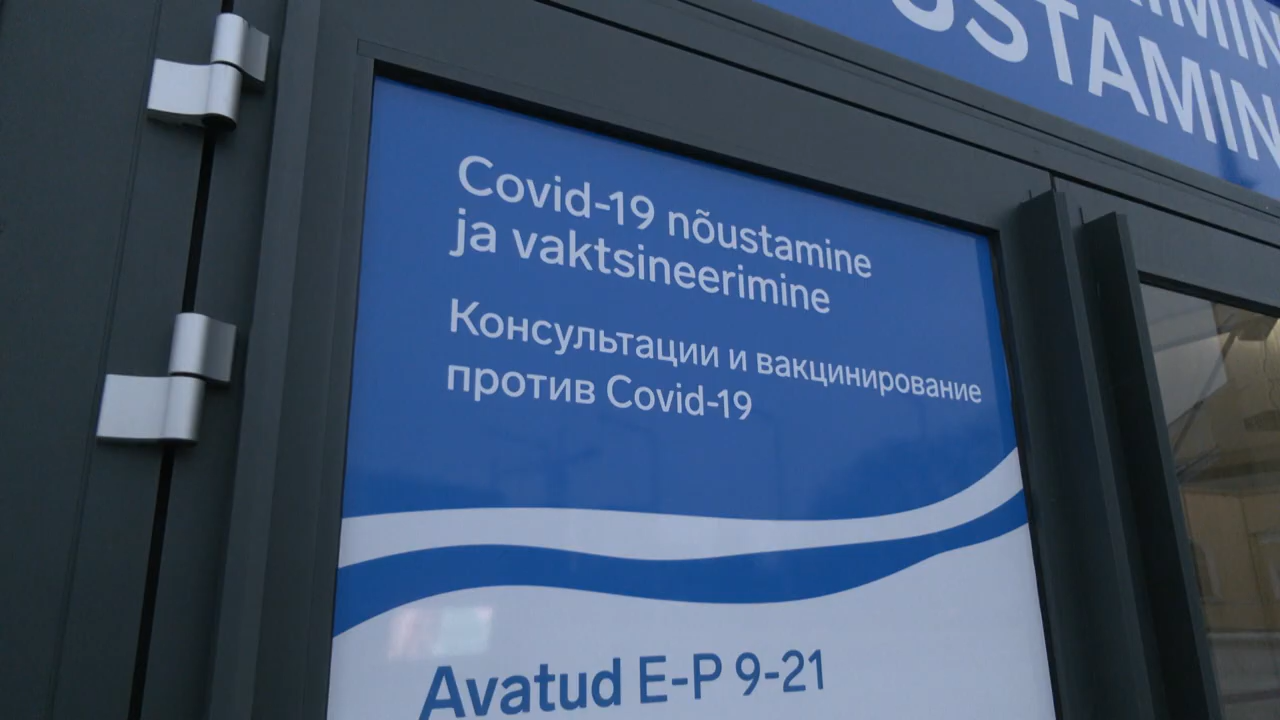 Covid-19 nõustamine
ja vaktsineerimine
Консультации и вакцинирование
против Covid-19
Avatud E-P 9-21